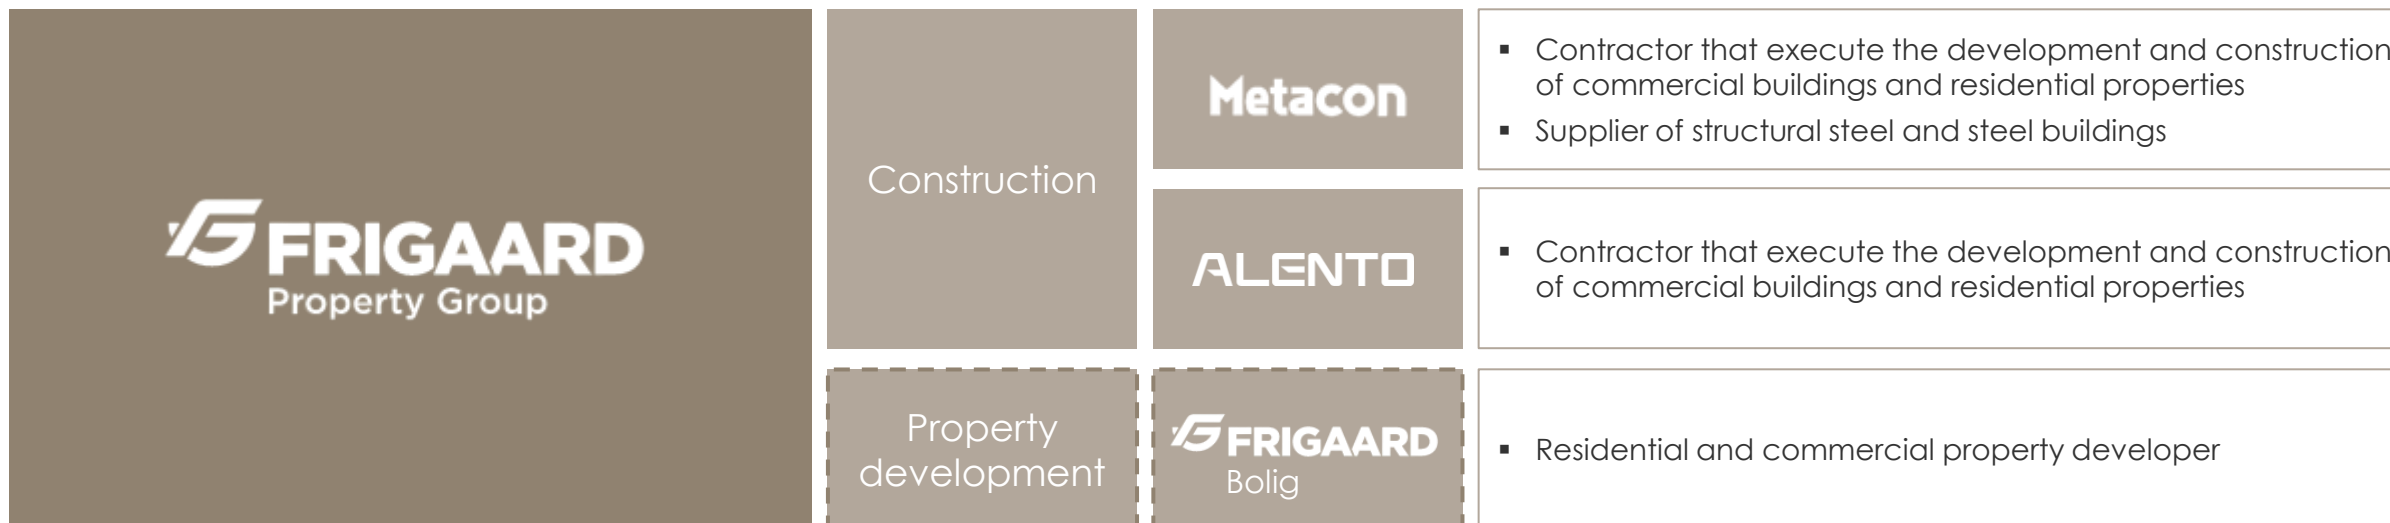 FRIGAARD
Property Group
Construction
Metacon
▪ Contractor that execute the development and construction
of commercial buildings and residential properties
▪ Supplier of structural steel and steel buildings
ALENTO
▪ Contractor that execute the development and construction
of commercial buildings and residential properties
Property
development
FRIGAARD
Bolig
▪ Residential and commercial property developer